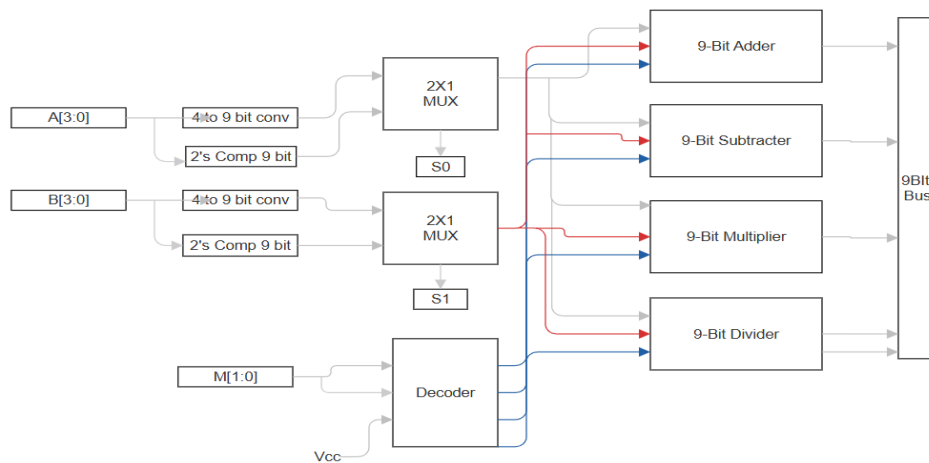 A[3:0]
4 to 9 bit conv
2's Comp 9 bit
B[3:0]
4 to 9 bit conv
2's Comp 9 bit
2X1
MUX
S0
2X1
MUX
S1
M[1:0]
Decoder
Vcc
9-Bit Adder
9-Bit Subtracter
9-Bit Multiplier
9-Bit Divider
9BIt
Bus